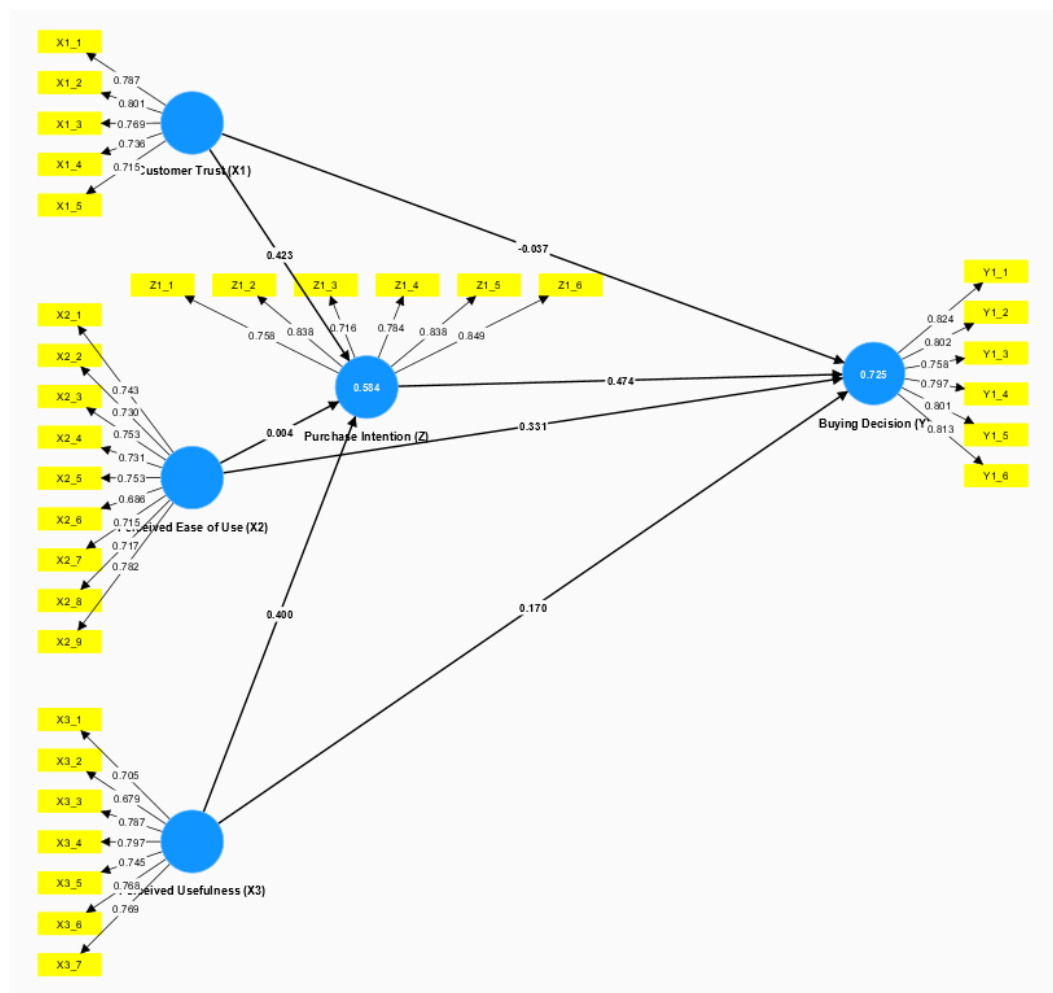 X1_1
X1_2
X1_3
X1_4
X1_5
0.787
0.801
0.769
0.736
0.715
Customer Trust (X1)
0.423
-0.037
Z1_1
Z1_2
Z1_3
Z1_4
Z1_5
Z1_6
0.758
0.838
0.716
0.784
0.838
0.849
0.584
Purchase Intention (Z)
0.474
X2_1
X2_2
X2_3
X2_4
X2_5
X2_6
X2_7
X2_8
X2_9
0.743
0.730
0.753
0.731
0.753
0.686
0.715
0.717
0.782
Perceived Ease of Use (X2)
0.004
0.331
Y1_1
Y1_2
Y1_3
Y1_4
Y1_5
Y1_6
0.824
0.802
0.758
0.797
0.801
0.813
0.725
Buying Decision (Y
0.400
0.170
X3_1
X3_2
X3_3
X3_4
X3_5
X3_6
X3_7
0.705
0.679
0.787
0.797
0.745
0.768
0.769
Perceived Usefulness (X3)